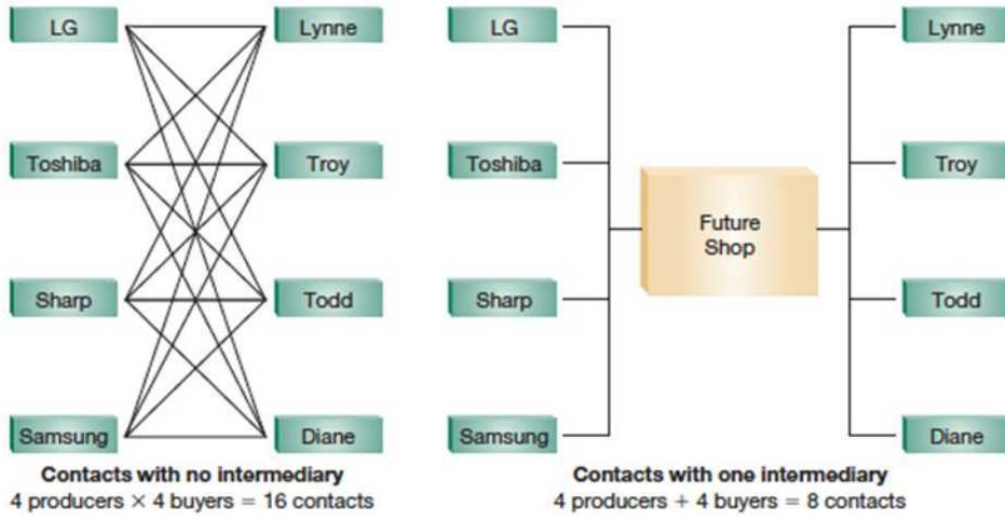 LG
Lynne
Toshiba
Troy
Sharp
Todd
Samsung
Diane
Contacts with no intermediary
4 producers × 4 buyers = 16 contacts
LG
Lynne
Toshiba
Troy
Future
Shop
Sharp
Todd
Samsung
Diane
Contacts with one intermediary
4 producers + 4 buyers = 8 contacts